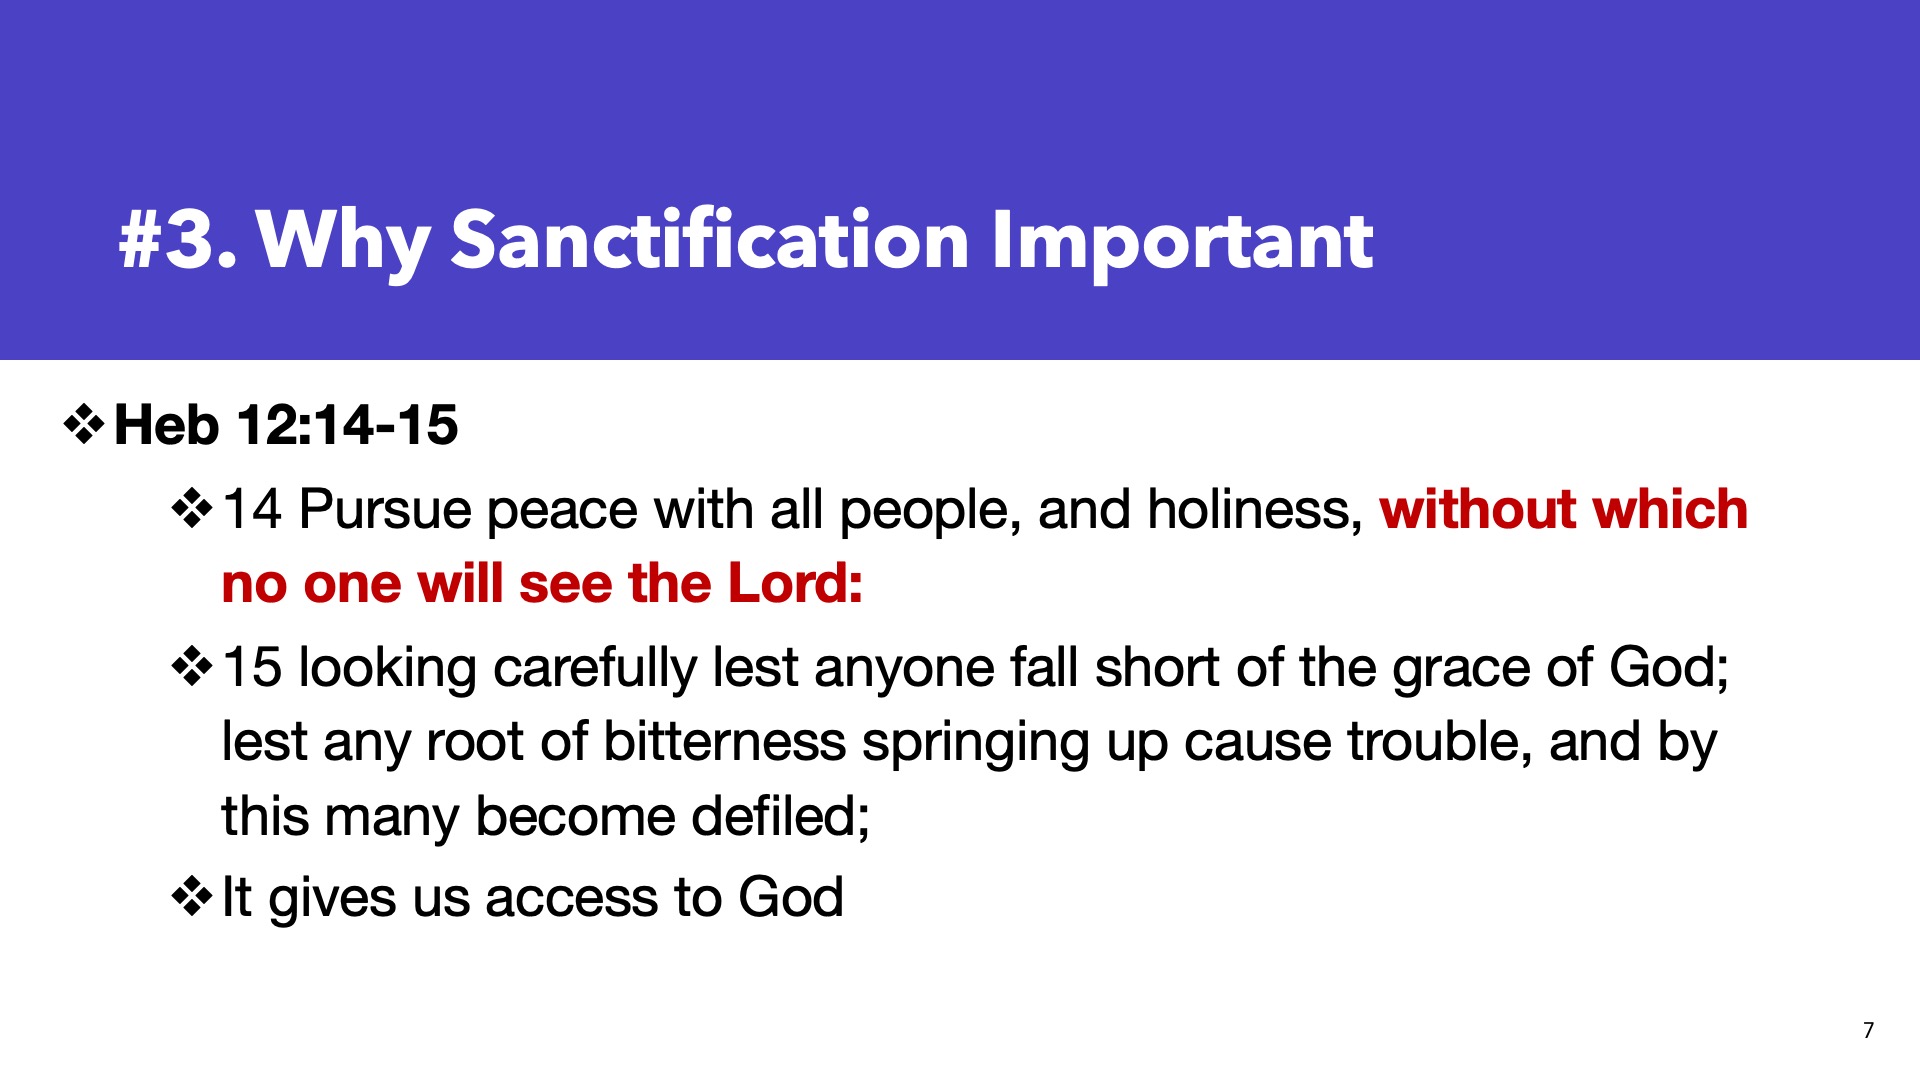 #3. Why Sanctification Important
❖Heb 12:14-15
❖14 Pursue peace with all people, and holiness, without which
no one will see the Lord:
❖15 looking carefully lest anyone fall short of the grace of God;
lest any root of bitterness springing up cause trouble, and by
this many become defiled;
❖It gives us access to God
7